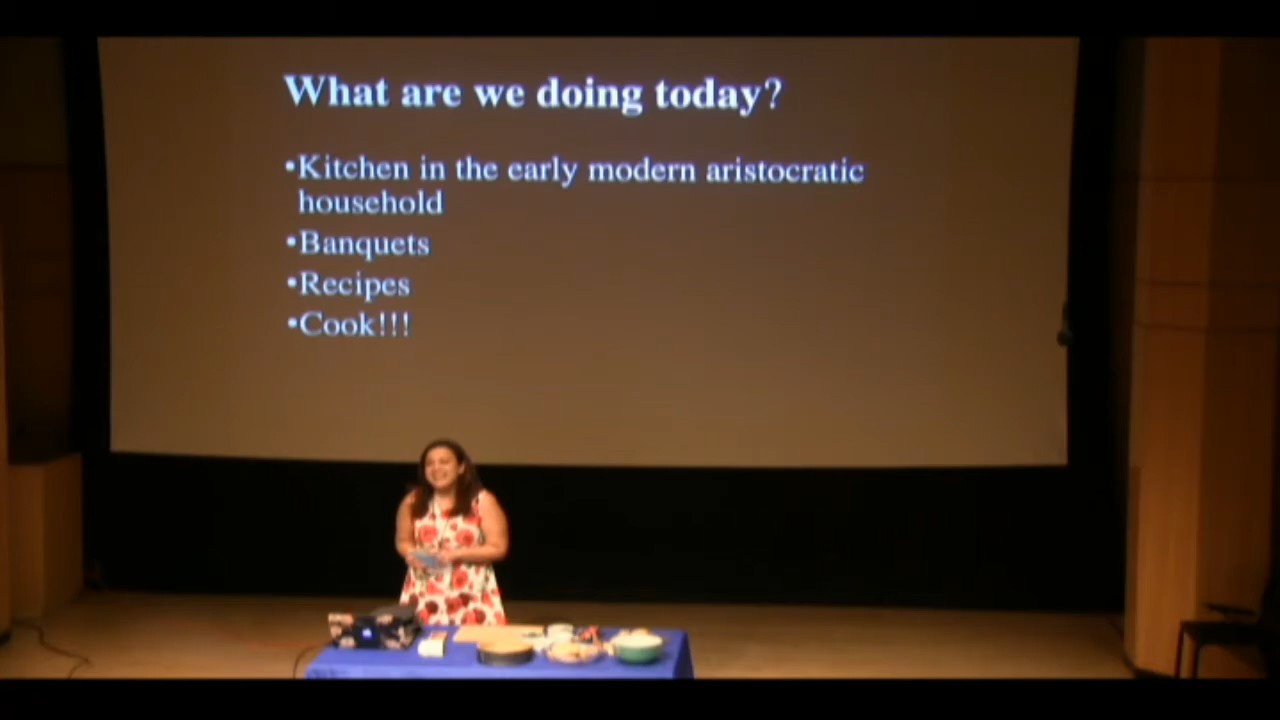 What are we doing today?
•Kitchen in the early modern aristocratic
household
•Banquets
•Recipes
•Cook!!!